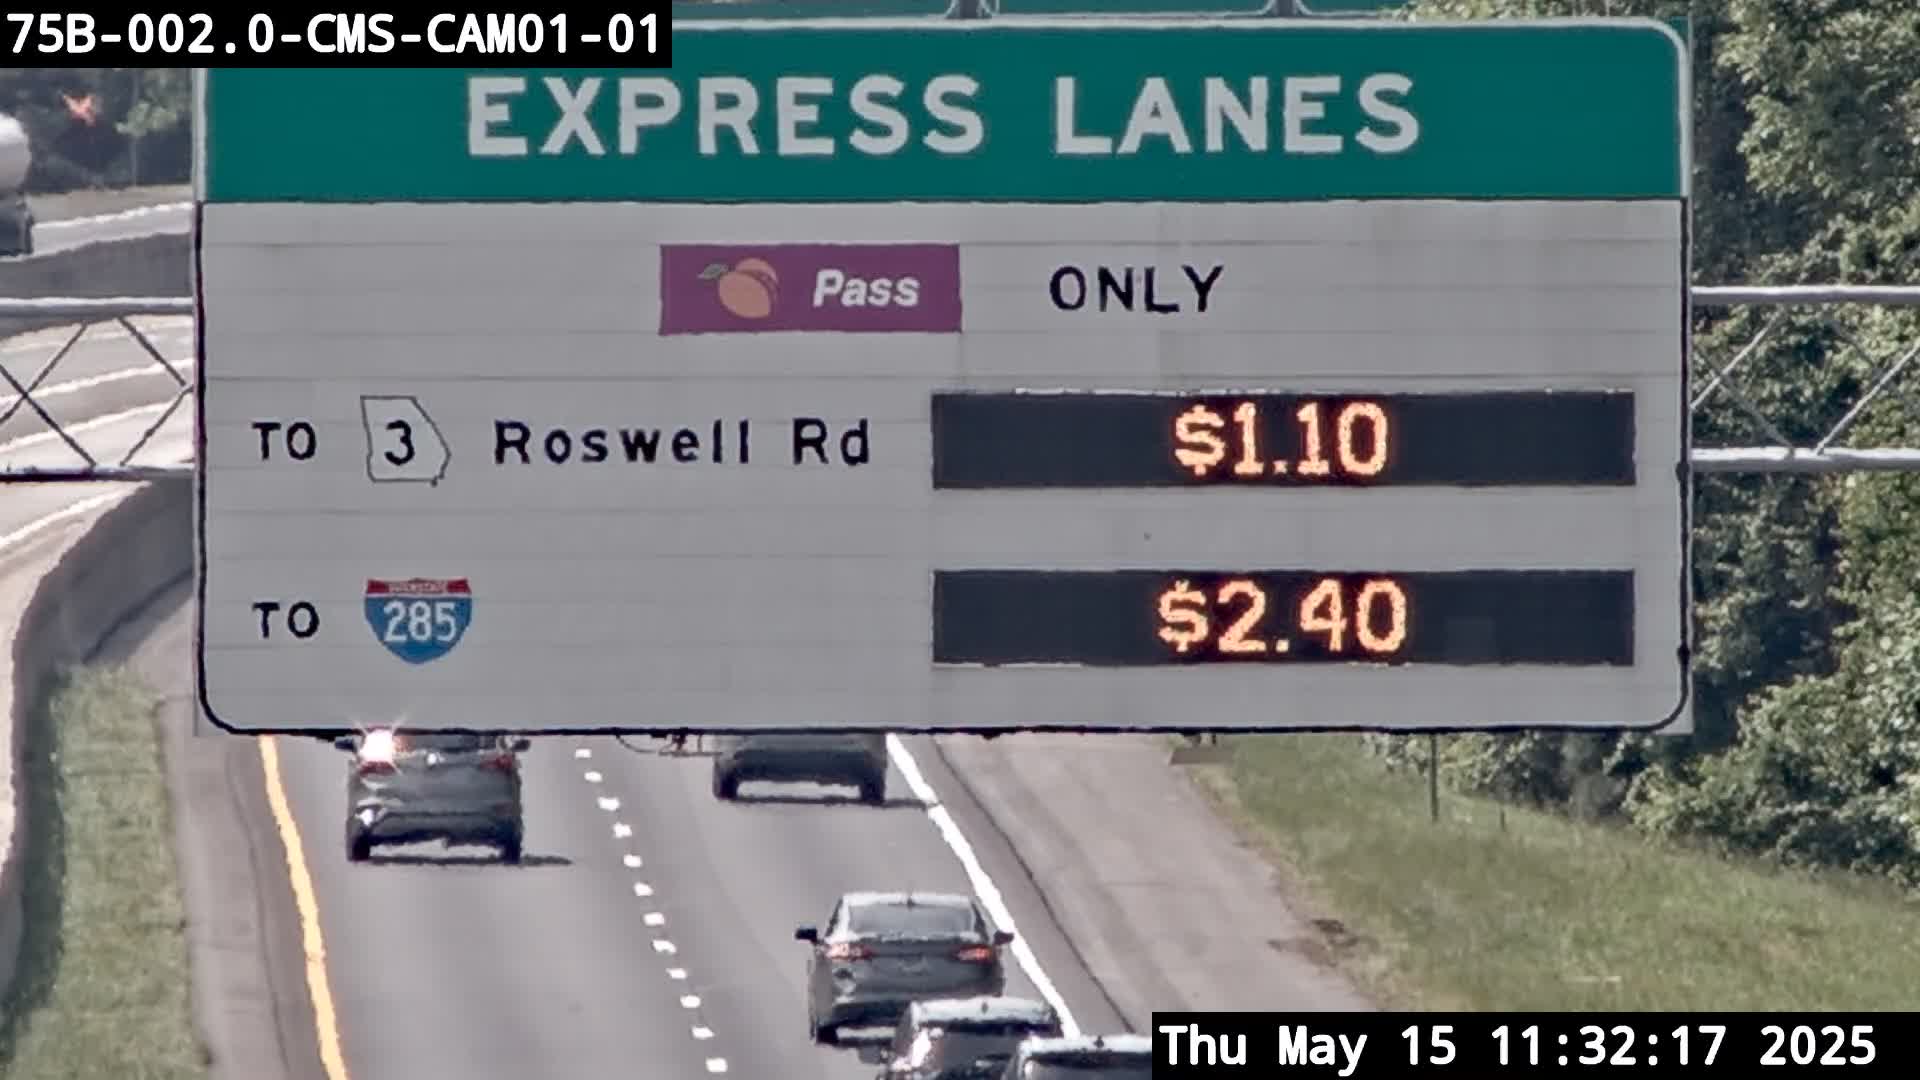 75B-002.0-CMS-CAM01-01
EXPRESS LANES
Pass ONLY
TO 3 Roswell Rd $1.10
TO INTERSTATE 285 $2.40
Thu May 15 11:32:17 2025